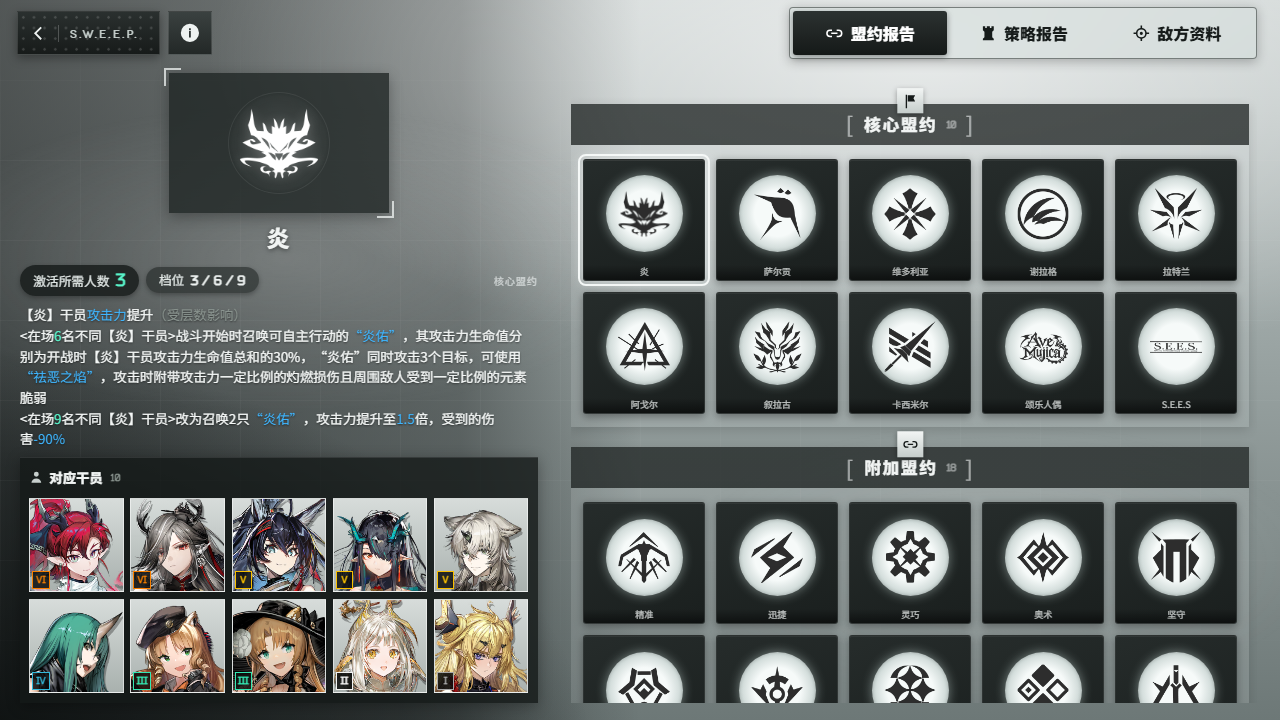 S.W.E.E.P.
盟约报告
策略报告
敌方资料
炎
激活所需人数 3
档位 3/6/9
核心盟约
【炎】干员攻击力提升（受层数影响）
<在场6名不同【炎】干员>战斗开始时召唤可自主行动的“炎佑”，其攻击力生命值分
别为开战时【炎】干员攻击力生命值总和的30%，“炎佑”同时攻击3个目标，可使用
“祛恶之焰”，攻击时附带攻击力一定比例的灼燃损伤且周围敌人受到一定比例的元素
脆弱
<在场9名不同【炎】干员>改为召唤2只“炎佑”，攻击力提升至1.5倍，受到的伤
害-90%
对应干员 10
VI
VI
V
V
V
IV
III
III
II
I
[ 核心盟约 10 ]
炎
萨尔贡
维多利亚
谢拉格
拉特兰
Ave Mujica
S.E.E.S.
阿戈尔
叙拉古
卡西米尔
颂乐人偶
S.E.E.S
[ 附加盟约 18 ]
精准
迅捷
灵巧
奥术
坚守